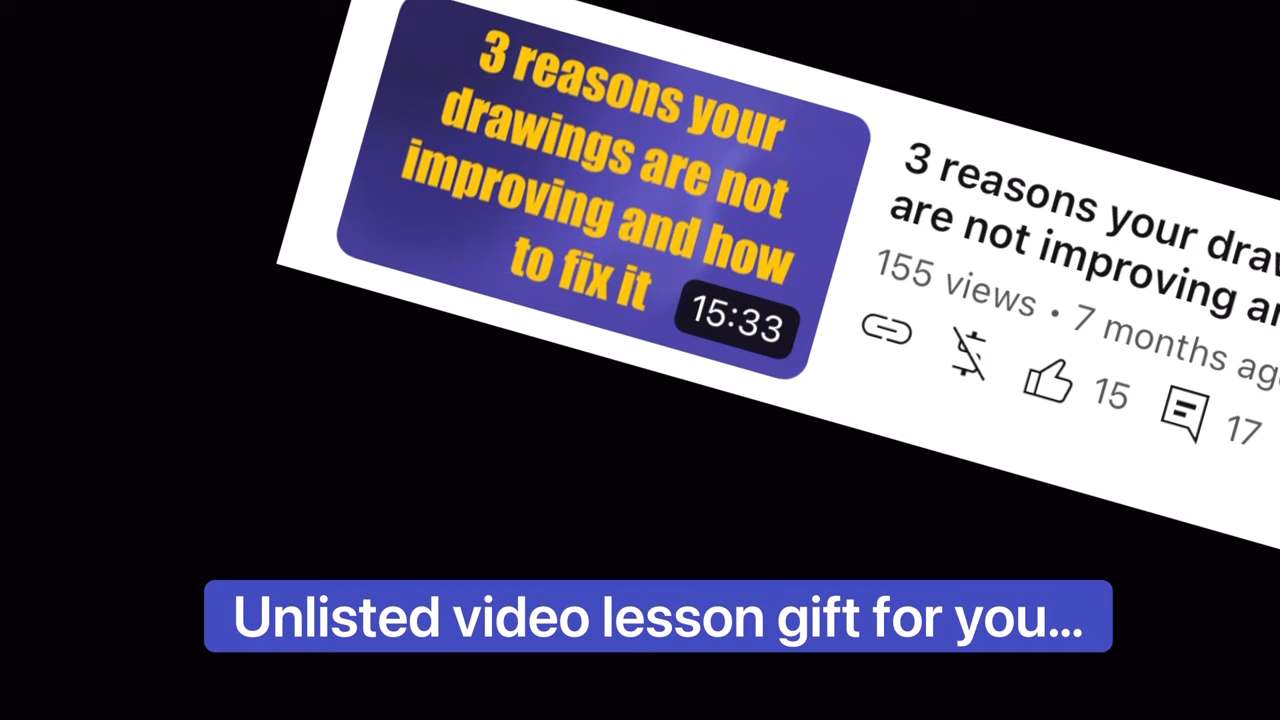 3 reasons your
drawings are not
improving and how
to fix it
15:33
3 reasons your
are not improving
155 views • 7 months
15
17
Unlisted video lesson gift for you...